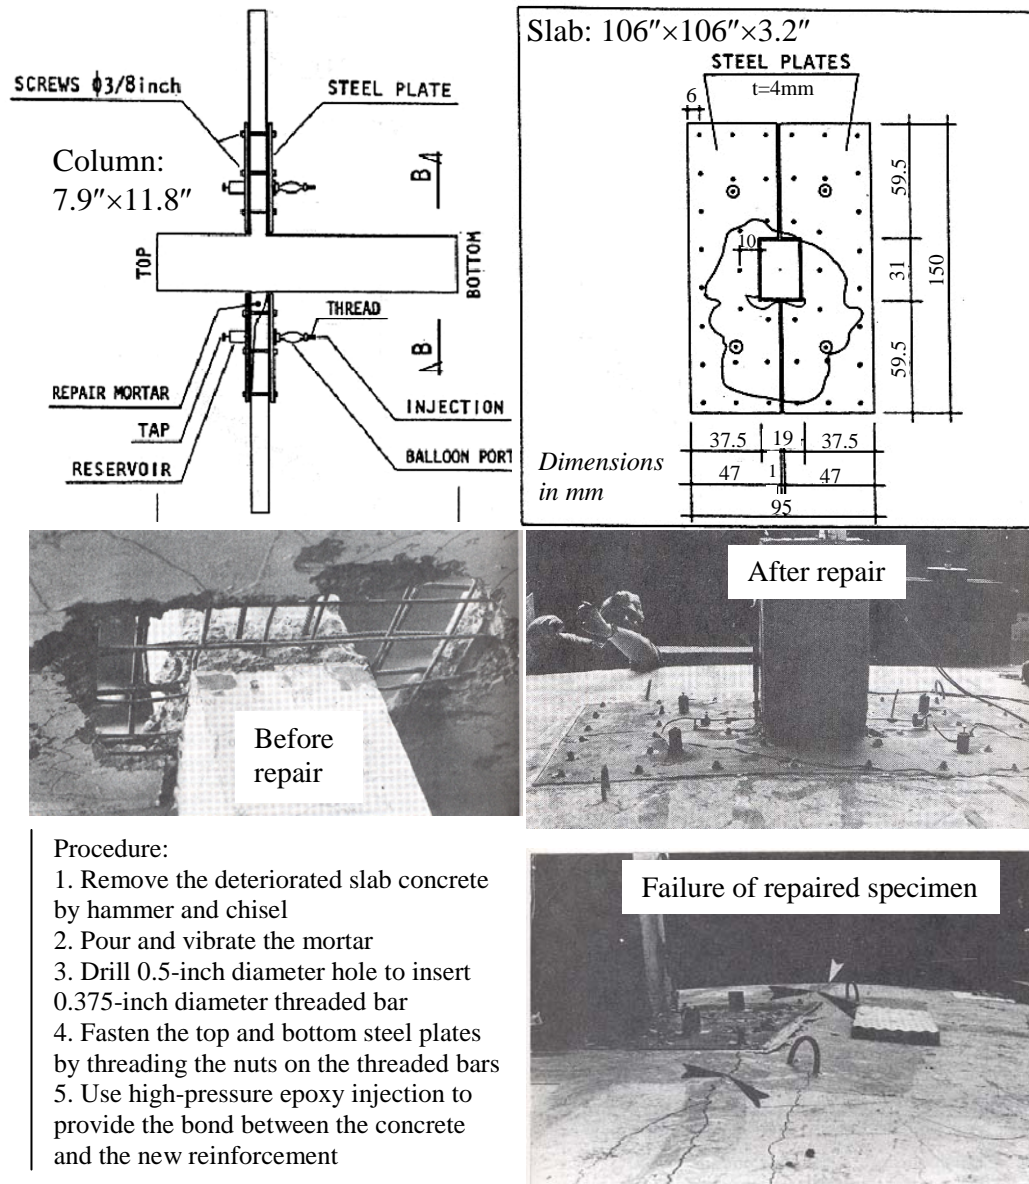 SCREWS ϕ3/8inch
STEEL PLATE
Column:
7.9″×11.8″
B
TOP
BOTTOM
THREAD
B
REPAIR MORTAR
TAP
RESERVOIR
INJECTION
BALLOON PORT
Slab: 106″×106″×3.2″
STEEL PLATES
t=4mm
6
59.5
10
31
150
59.5
37.5 19 37.5
47 1 47
95
Dimensions
in mm
Before
repair
After repair
Procedure:
1. Remove the deteriorated slab concrete
by hammer and chisel
2. Pour and vibrate the mortar
3. Drill 0.5-inch diameter hole to insert
0.375-inch diameter threaded bar
4. Fasten the top and bottom steel plates
by threading the nuts on the threaded bars
5. Use high-pressure epoxy injection to
provide the bond between the concrete
and the new reinforcement
Failure of repaired specimen